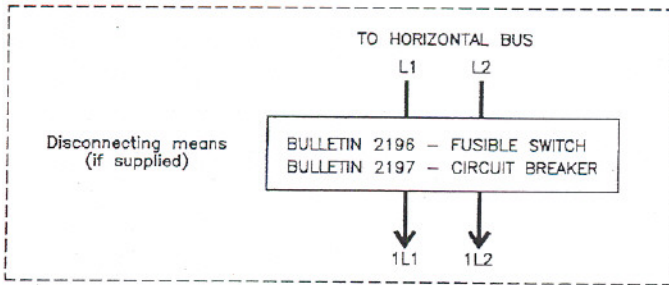 TO HORIZONTAL BUS
L1 L2
Disconnecting means
(if supplied)
BULLETIN 2196 – FUSIBLE SWITCH
BULLETIN 2197 – CIRCUIT BREAKER
1L1 1L2